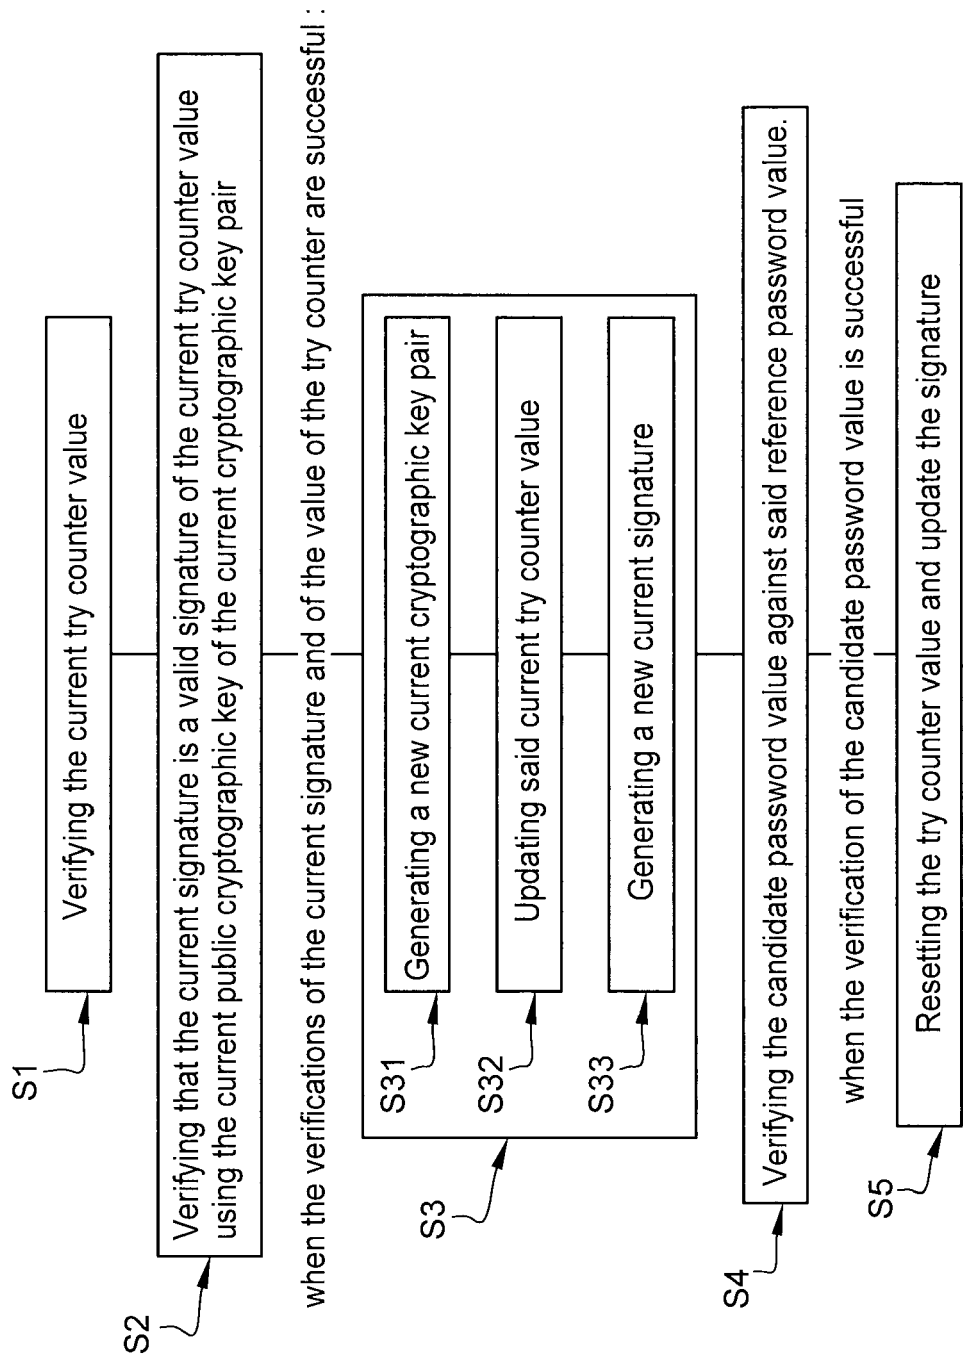 S1
Verifying the current try counter value
S2
Verifying that the current signature is a valid signature of the current try counter value
using the current public cryptographic key of the current cryptographic key pair
when the verifications of the current signature and of the value of the try counter are successful :
S3
S31
Generating a new current cryptographic key pair
S32
Updating said current try counter value
S33
Generating a new current signature
S4
Verifying the candidate password value against said reference password value.
when the verification of the candidate password value is successful
S5
Resetting the try counter value and update the signature